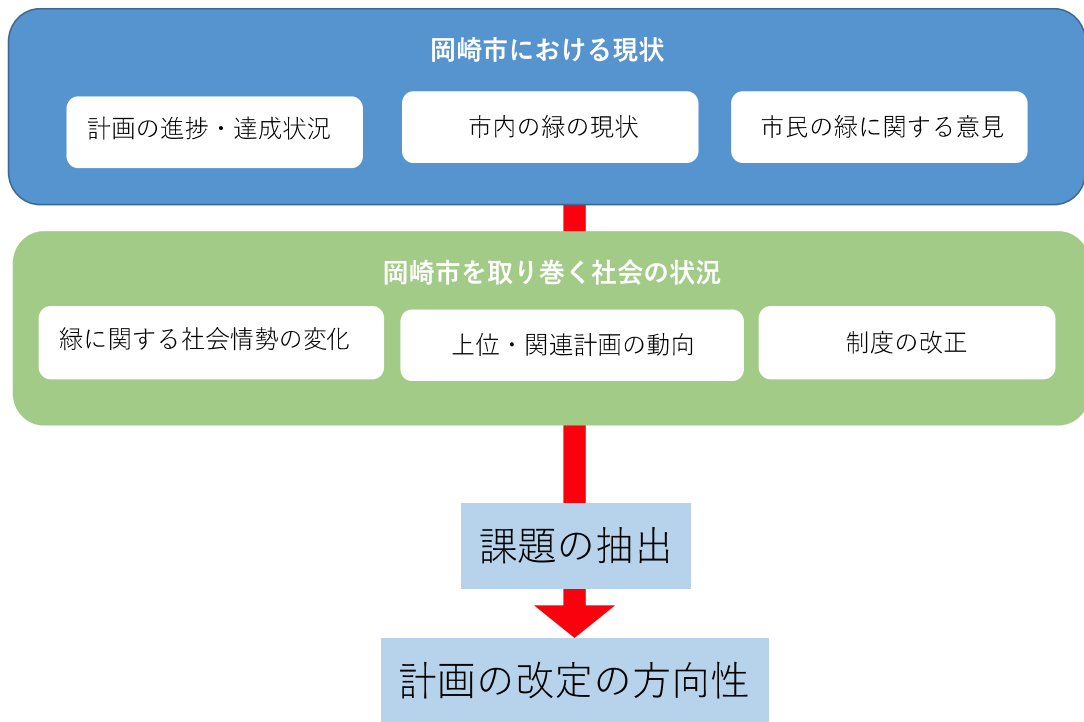 岡崎市における現状
計画の進捗・達成状況
市内の緑の現状
市民の緑に関する意見
岡崎市を取り巻く社会の状況
緑に関する社会情勢の変化
上位・関連計画の動向
制度の改正
課題の抽出
計画の改定の方向性